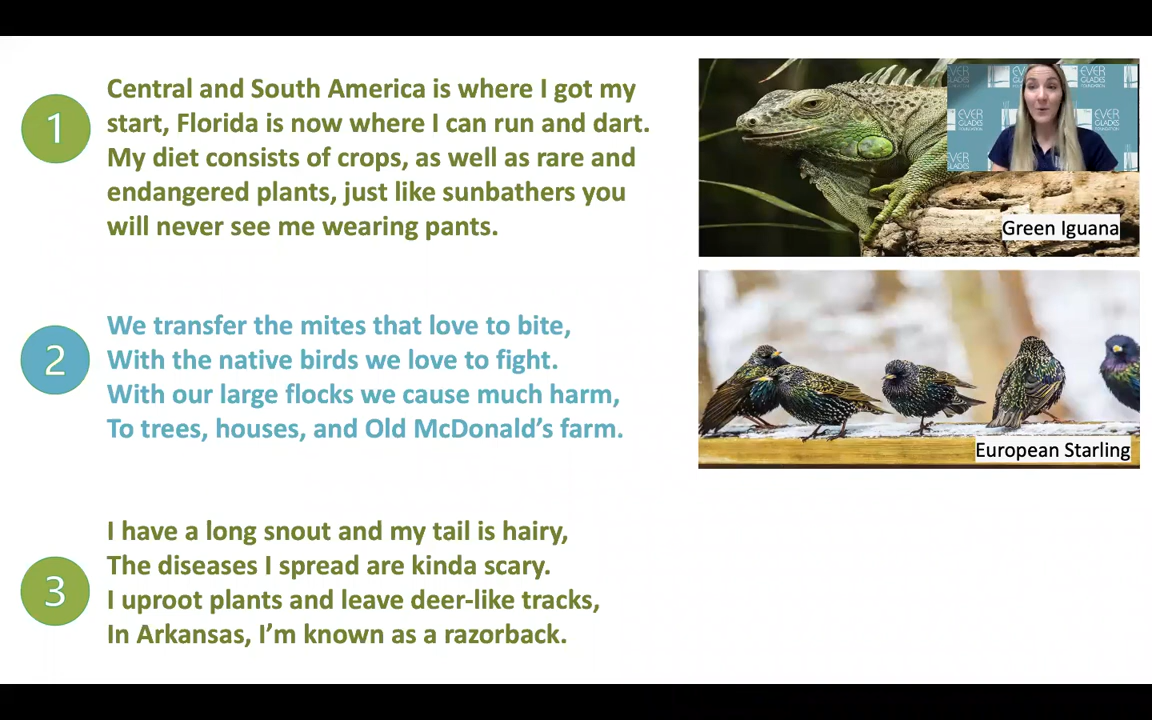 1
Central and South America is where I got my
start, Florida is now where I can run and dart.
My diet consists of crops, as well as rare and
endangered plants, just like sunbathers you
will never see me wearing pants.
Green Iguana
EVER
GLADES
FOUNDATION
2
We transfer the mites that love to bite,
With the native birds we love to fight.
With our large flocks we cause much harm,
To trees, houses, and Old McDonald’s farm.
European Starling
3
I have a long snout and my tail is hairy,
The diseases I spread are kinda scary.
I uproot plants and leave deer-like tracks,
In Arkansas, I’m known as a razorback.